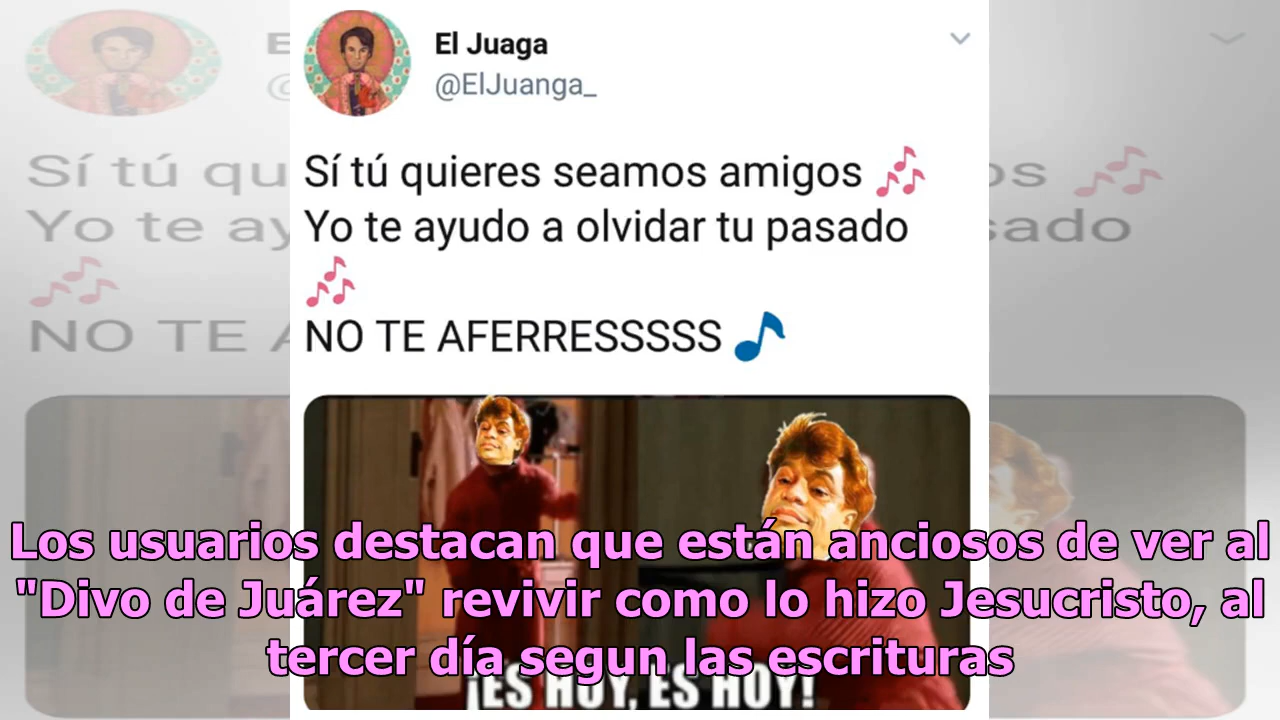 El Juaga
@ElJuanga_
Sí tú quieres seamos amigos 🎶
Yo te ayudo a olvidar tu pasado
🎶
NO TE AFERRESSSSS 🎵
Los usuarios destacan que están anciosos de ver al
"Divo de Juárez" revivir como lo hizo Jesucristo, al
tercer día segun las escrituras
¡ES HOY, ES HOY!